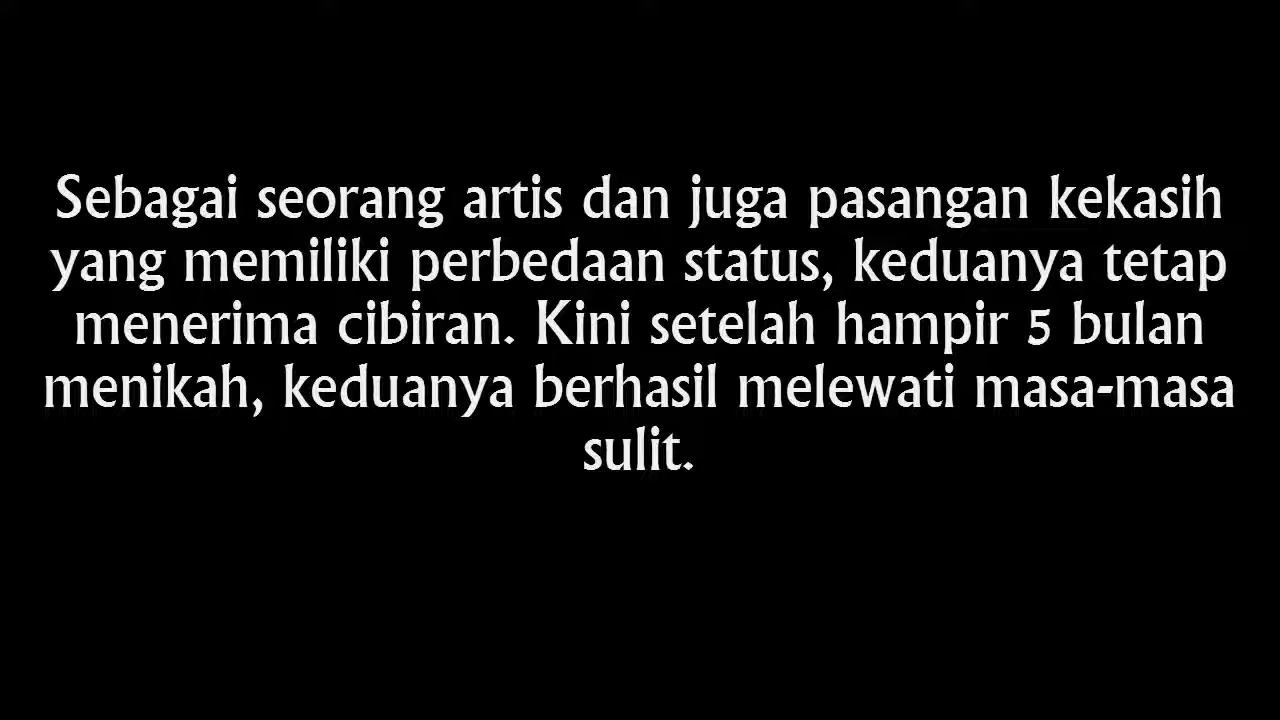 Sebagai seorang artis dan juga pasangan kekasih
yang memiliki perbedaan status, keduanya tetap
menerima cibiran. Kini setelah hampir 5 bulan
menikah, keduanya berhasil melewati masa-masa
sulit.